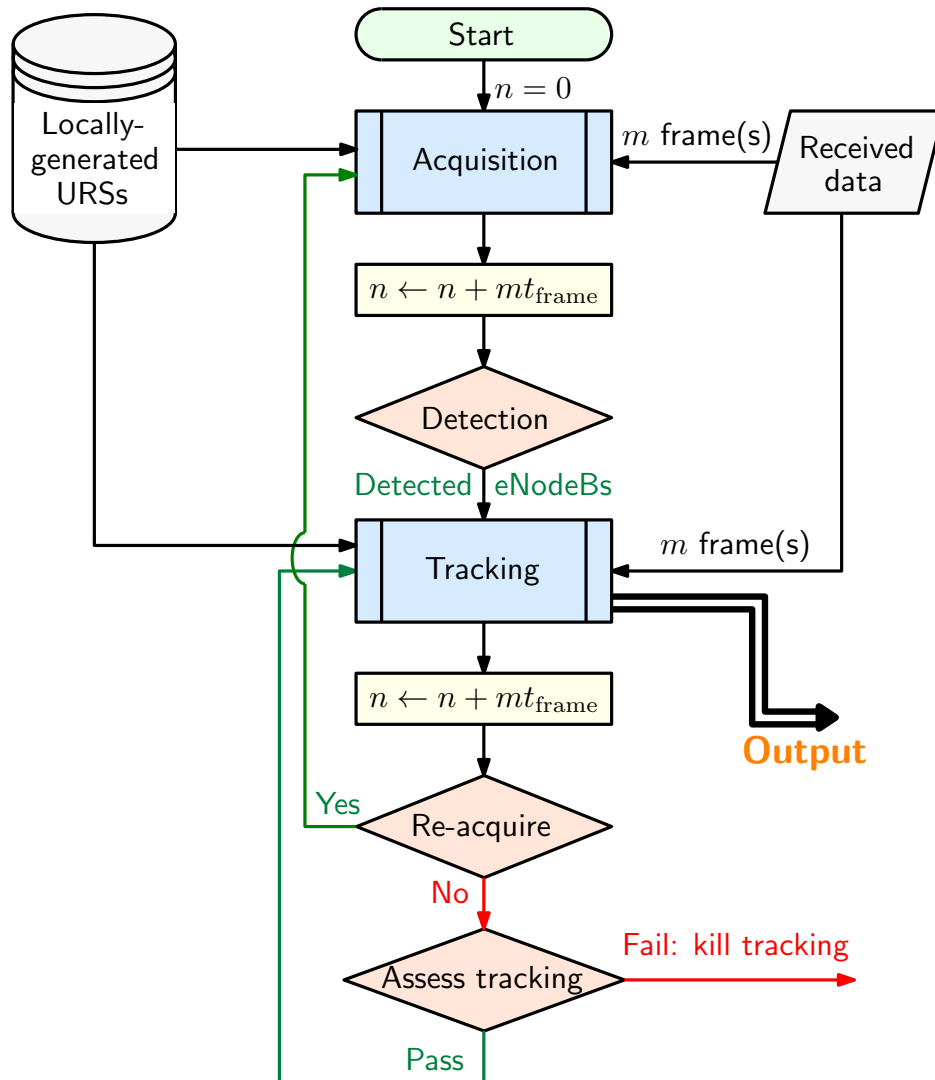 Start
n = 0
Locally-
generated
URSs
Acquisition
m frame(s)
Received
data
n ← n + mt_frame
Detection
Detected eNodeBs
Tracking
m frame(s)
n ← n + mt_frame
Output
Yes
Re-acquire
No
Fail: kill tracking
Assess tracking
Pass